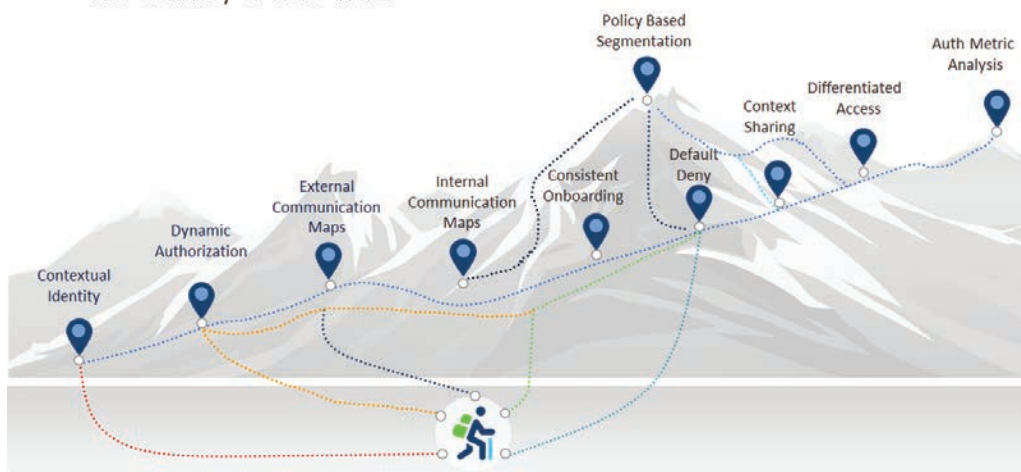 Policy Based
Segmentation
Auth Metric
Analysis
Differentiated
Access
Context
Sharing
Default
Deny
Consistent
Onboarding
Internal
Communication
Maps
External
Communication
Maps
Dynamic
Authorization
Contextual
Identity